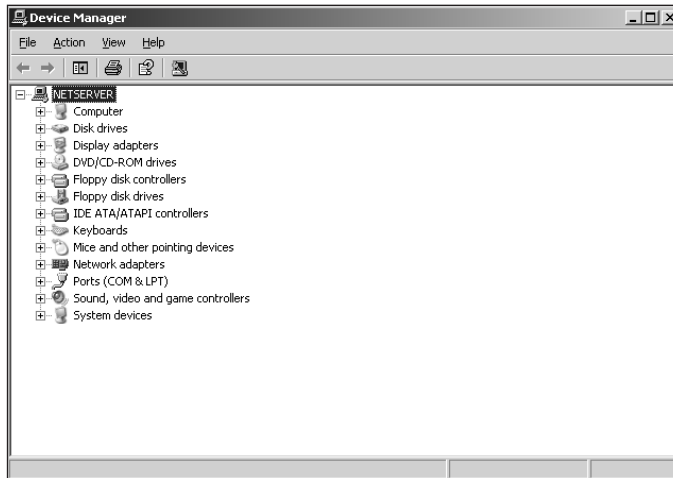 Device Manager
File Action View Help
NETSERVER
Computer
Disk drives
Display adapters
DVD/CD-ROM drives
Floppy disk controllers
Floppy disk drives
IDE ATA/ATAPI controllers
Keyboards
Mice and other pointing devices
Network adapters
Ports (COM & LPT)
Sound, video and game controllers
System devices